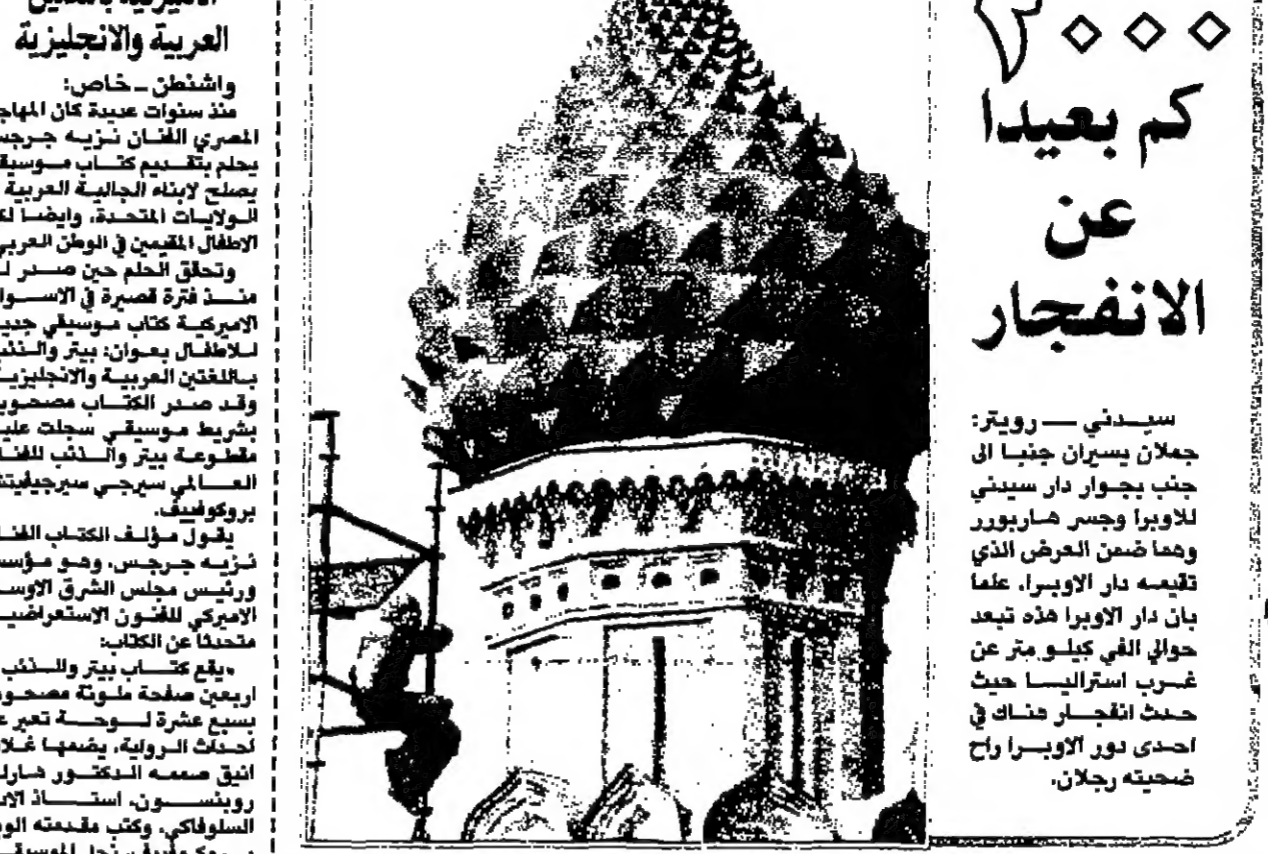 ٢٠٠٠
كم بعيدا
عن
الانفجار
سيدني — رويتر:
جملان يسيران جنبا الى
جنب بجوار دار سيدني
للاوبرا وجسر هاربورر
وهما ضمن العرض الذي
تقيمه دار الاوبرا، علما
بان دار الاوبرا هذه تبعد
حوالي الفي كيلو متر عن
غرب استراليا حيث
حدث انفجار هناك في
احدى دور الاوبرا راح
ضحيته رجلان.
العربية والانجليزية
واشنطن ـ خاص:
منذ سنوات عديدة كان المهاجر
المصري الفنان نزيه جرجس
يحلم بتقديم كتاب موسيقي
يصلح لابناء الجالية العربية
الولايات المتحدة، وايضا لكل
الاطفال المقيمين في الوطن العربي
وتحقق الحلم حين صدر
منذ فترة قصيرة في الاسواق
الاميركية كتاب موسيقي جديد
للاطفال بعنوان: بيتر والذئب
باللغتين العربية والانجليزية
وقد صدر الكتاب مصحوبا
بشريط موسيقي سجلت عليه
مقطوعة بيتر والذئب للفنان
العالمي سيرجي سيرجيفيتش
بروكوفييف.
يقول مؤلف الكتاب الفنان
نزيه جرجس، وهو مؤسس
ورئيس مجلس الشرق الاوسط
الاميركي للفنون الاستعراضية
متحدثا عن الكتاب:
«يقع كتاب بيتر والذئب
اربعين صفحة ملونة مصحوبة
بسبع عشرة لوحة تعبر عن
احداث الرواية، يضمها غلاف
انيق صممه الدكتور هارلو
روبنسون، استاذ الادب
السلوفاكي، وكتب مقدمته
نجل الموسيقي